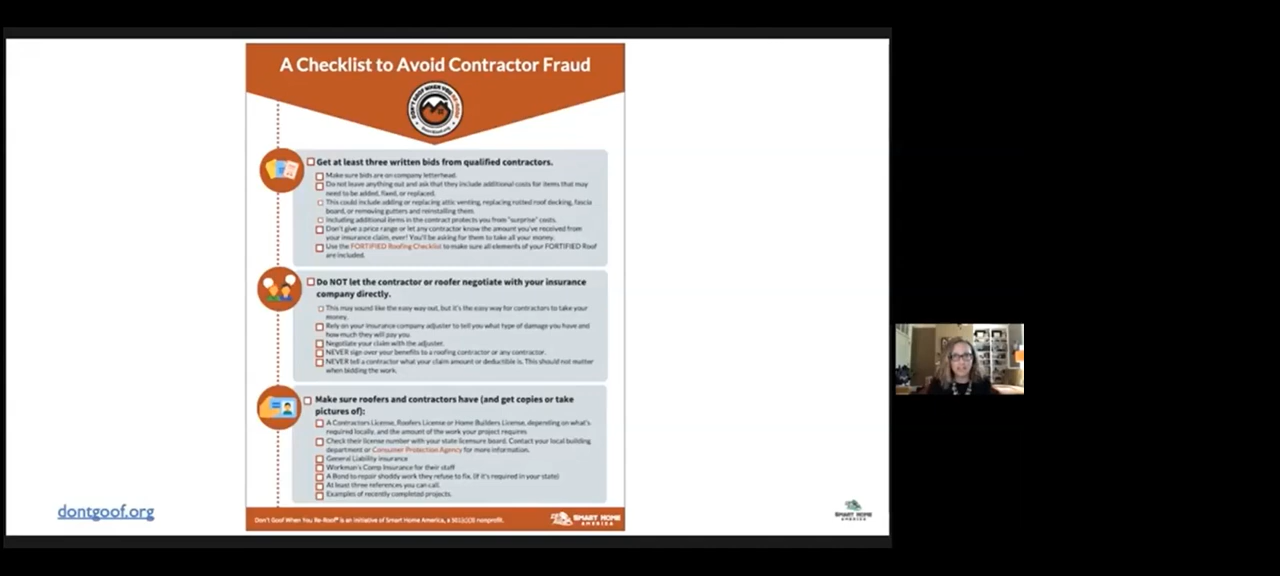 A Checklist to Avoid Contractor Fraud
DON'T GOOF WHEN YOU RE-ROOF
Get at least three written bids from qualified contractors.
Make sure bids are on company letterhead.
Do not leave anything out and ask that they include additional costs for items that may
need to be added, fixed, or replaced.
This could include adding or replacing attic venting, replacing rotted roof decking, fascia
board, or removing gutters and reinstalling them.
Including additional items in the contract protects you from "surprise" costs.
Don't give a price range or let any contractor know the amount you've received from
your insurance claim, ever! You'll be asking for them to take all your money.
Use the FORTIFIED Roofing Checklist to make sure all elements of your FORTIFIED Roof
are included.
Do NOT let the contractor or roofer negotiate with your insurance
company directly.
This may sound like the easy way out, but it's the easy way for contractors to take your
money.
Rely on your insurance company adjuster to tell you what type of damage you have and
how much they will pay you.
Negotiate your claim with the adjuster.
NEVER sign over your benefits to a roofing contractor or any contractor.
NEVER tell a contractor what your claim amount or deductible is. This should not matter
when bidding the work.
Make sure roofers and contractors have (and get copies or take
pictures of):
A Contractors License, Roofers License or Home Builders License, depending on what's
required locally, and the amount of the work your project requires
Check their license number with your state licensure board. Contact your local building
department or Consumer Protection Agency for more information.
General Liability Insurance
Workman's Comp Insurance for their staff
A Bond to repair shoddy work they refuse to fix. (if it's required in your state)
At least three references you can call.
Examples of recently completed projects.
Don't Goof When You Re-Roof® is an initiative of Smart Home America, a 501(c)(3) nonprofit.
SMART HOME
AMERICA
dontgoof.org
SMART HOME
AMERICA